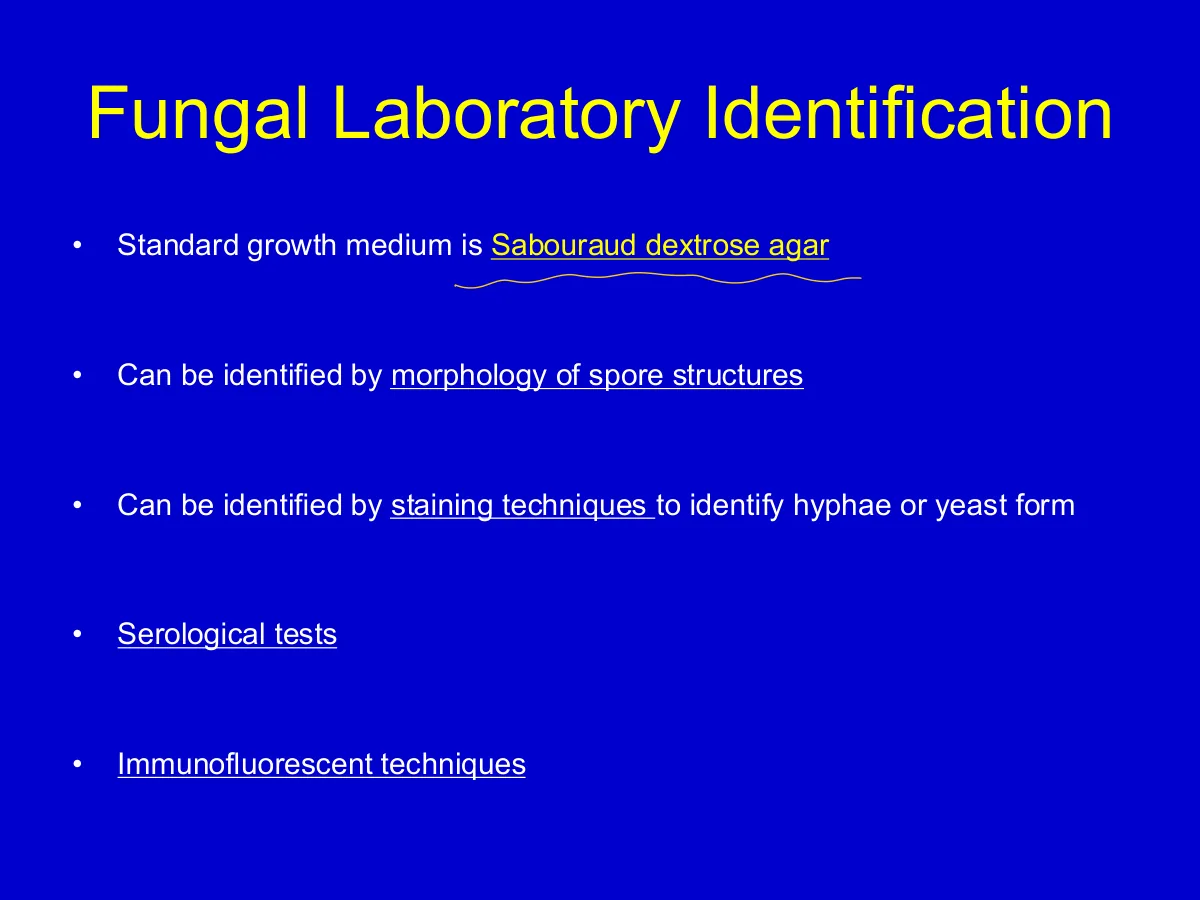 Fungal Laboratory Identification
• Standard growth medium is Sabouraud dextrose agar
• Can be identified by morphology of spore structures
• Can be identified by staining techniques to identify hyphae or yeast form
• Serological tests
• Immunofluorescent techniques